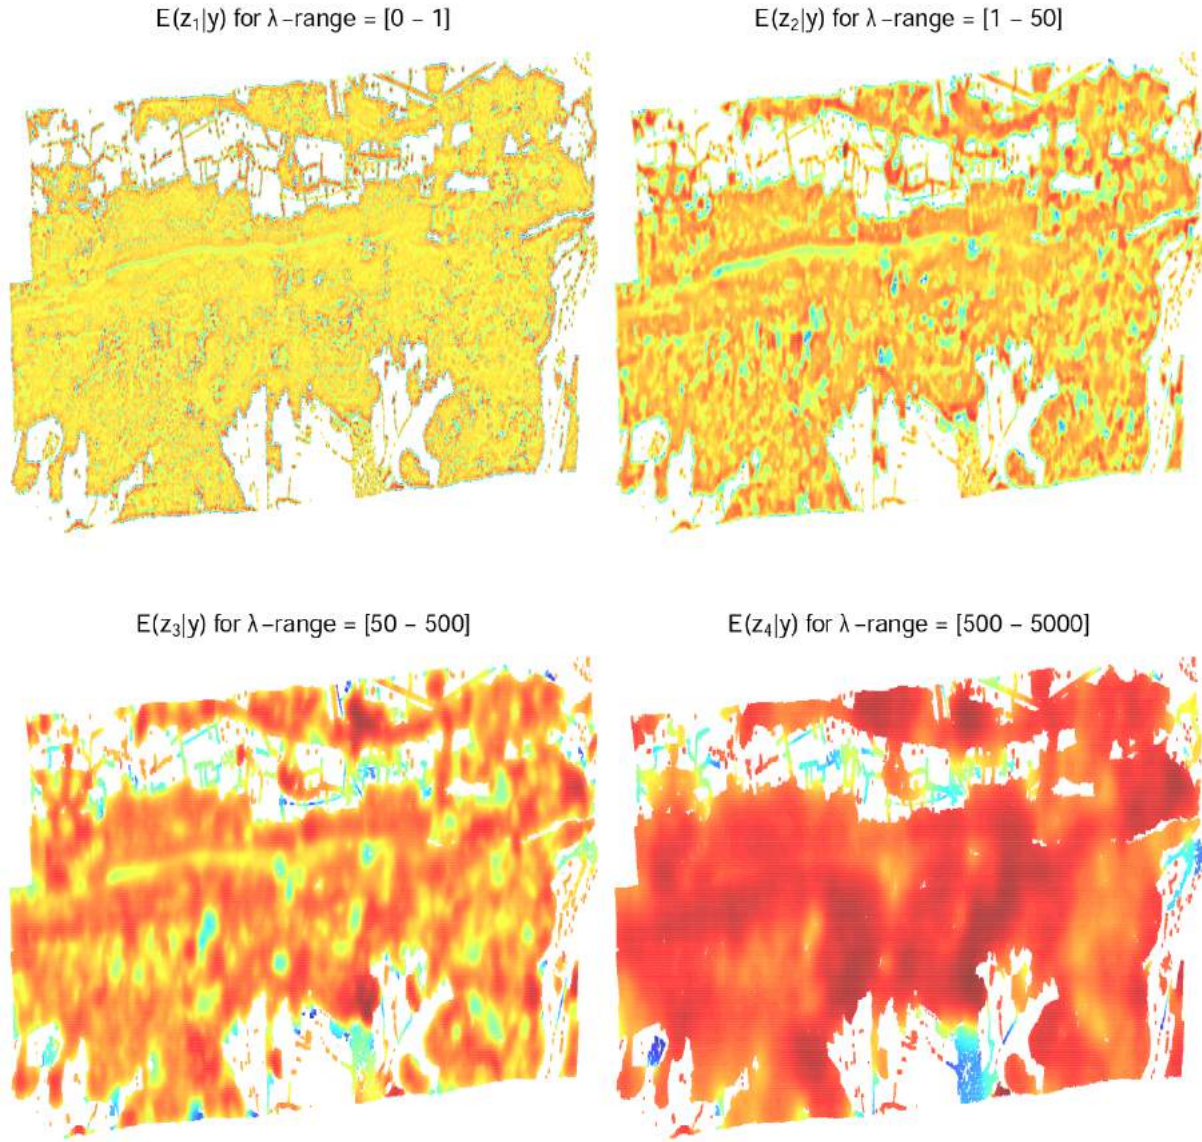 E(z₁|y) for λ−range = [0 − 1]
E(z₂|y) for λ−range = [1 − 50]
E(z₃|y) for λ−range = [50 − 500]
E(z₄|y) for λ−range = [500 − 5000]